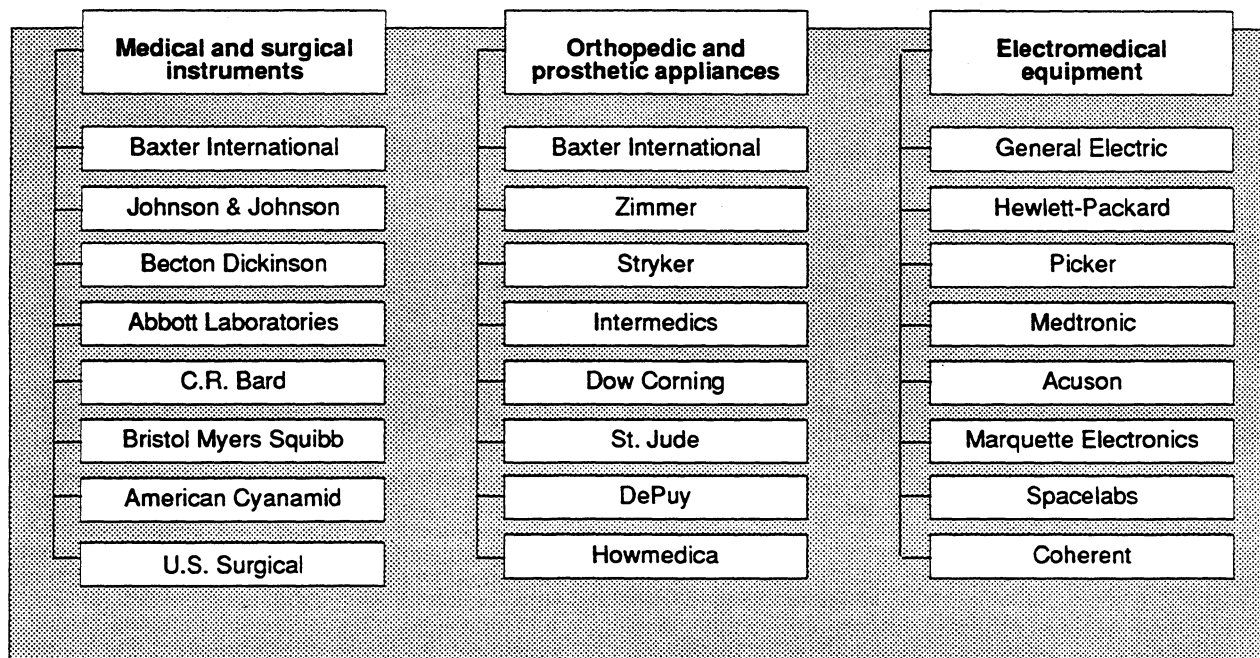 Medical and surgical
instruments
Baxter International
Johnson & Johnson
Becton Dickinson
Abbott Laboratories
C.R. Bard
Bristol Myers Squibb
American Cyanamid
U.S. Surgical
Orthopedic and
prosthetic appliances
Baxter International
Zimmer
Stryker
Intermedics
Dow Corning
St. Jude
DePuy
Howmedica
Electromedical
equipment
General Electric
Hewlett-Packard
Picker
Medtronic
Acuson
Marquette Electronics
Spacelabs
Coherent